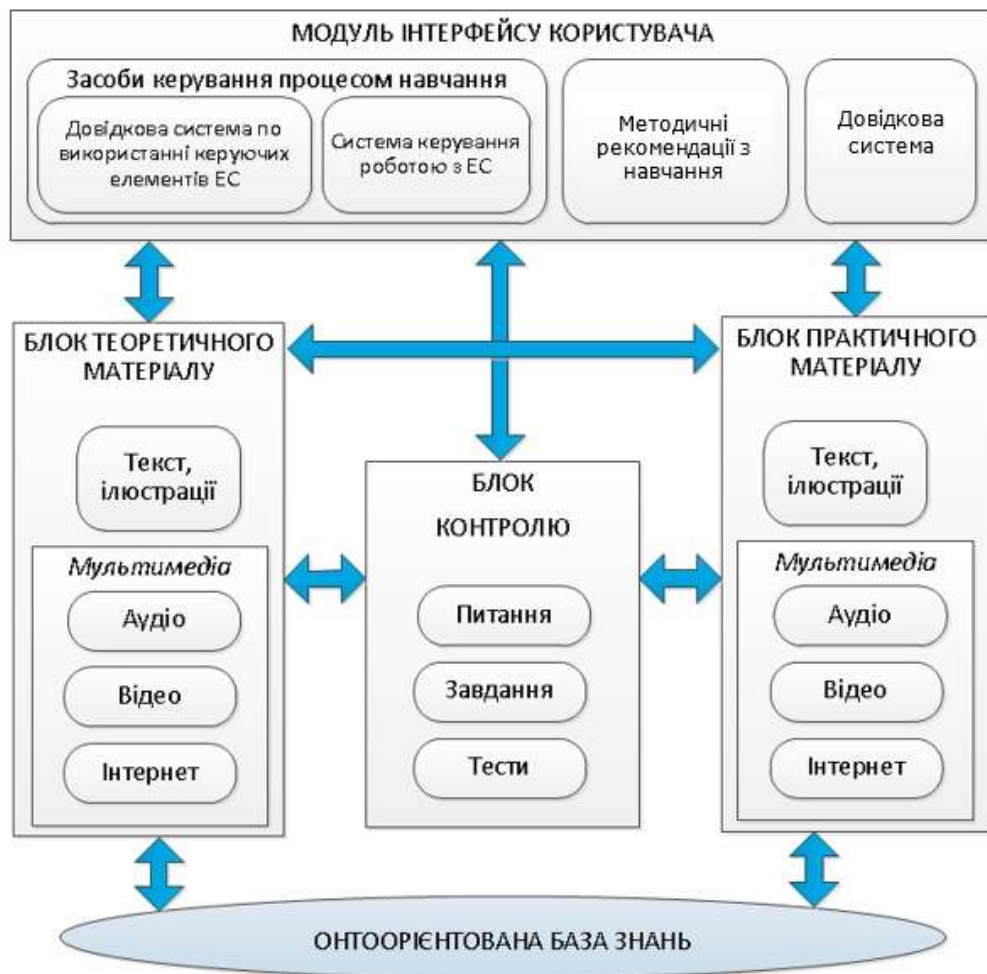 МОДУЛЬ ІНТЕРФЕЙСУ КОРИСТУВАЧА
Засоби керування процесом навчання
Довідкова система по
використанні керуючих
елементів ЕС
Система керування
роботою з ЕС
Методичні
рекомендації з
навчання
Довідкова
система
БЛОК ТЕОРЕТИЧНОГО
МАТЕРІАЛУ
Текст,
ілюстрації
Мультимедіа
Аудіо
Відео
Інтернет
БЛОК
КОНТРОЛЮ
Питання
Завдання
Тести
БЛОК ПРАКТИЧНОГО
МАТЕРІАЛУ
Текст,
ілюстрації
Мультимедіа
Аудіо
Відео
Інтернет
ОНТООРІЄНТОВАНА БАЗА ЗНАНЬ